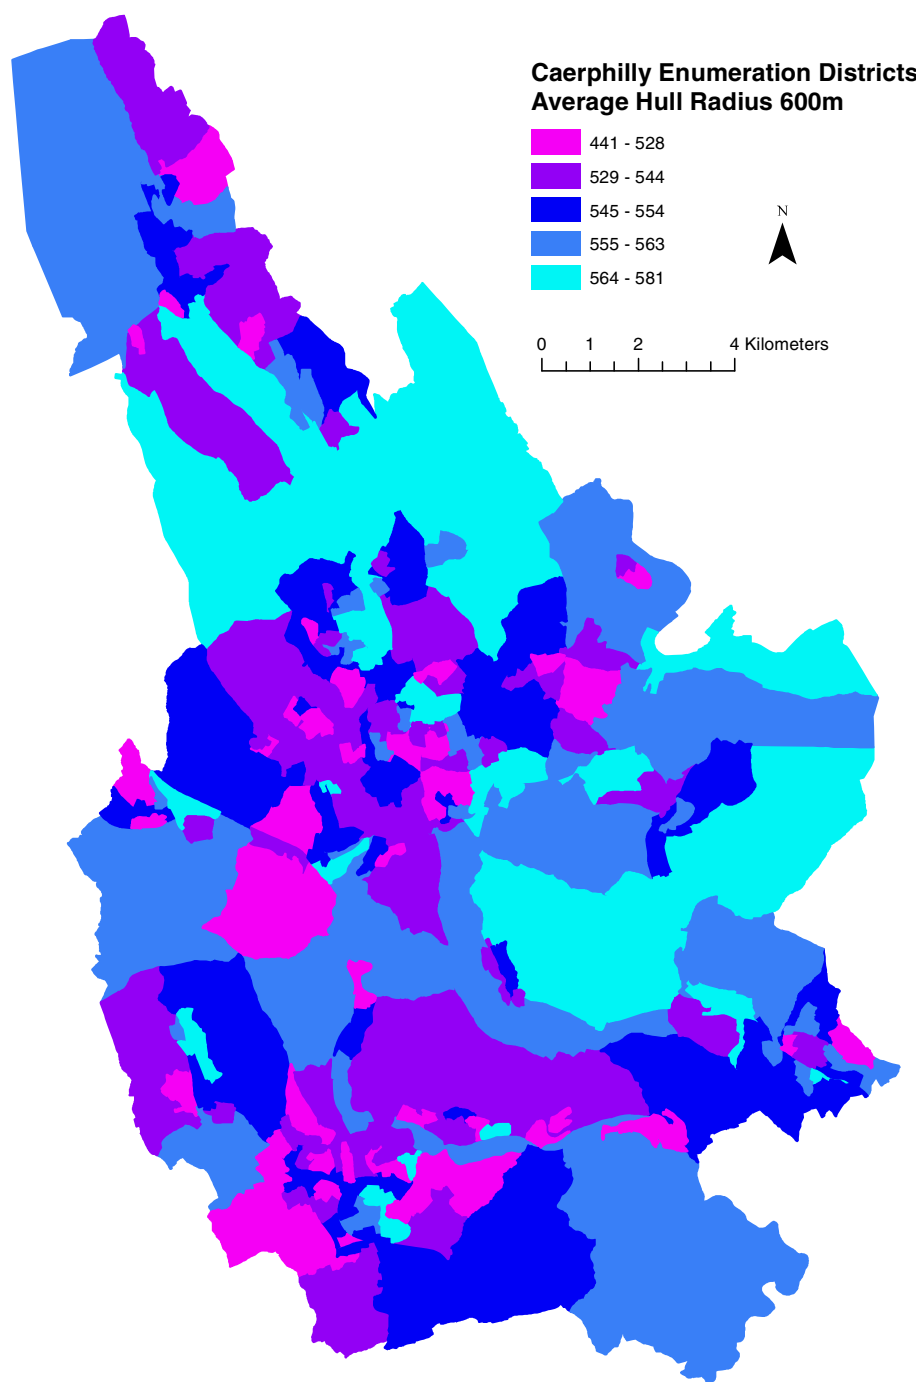 Caerphilly Enumeration Districts
Average Hull Radius 600m
441 - 528
529 - 544
545 - 554
555 - 563
564 - 581
N
0 1 2 4 Kilometers